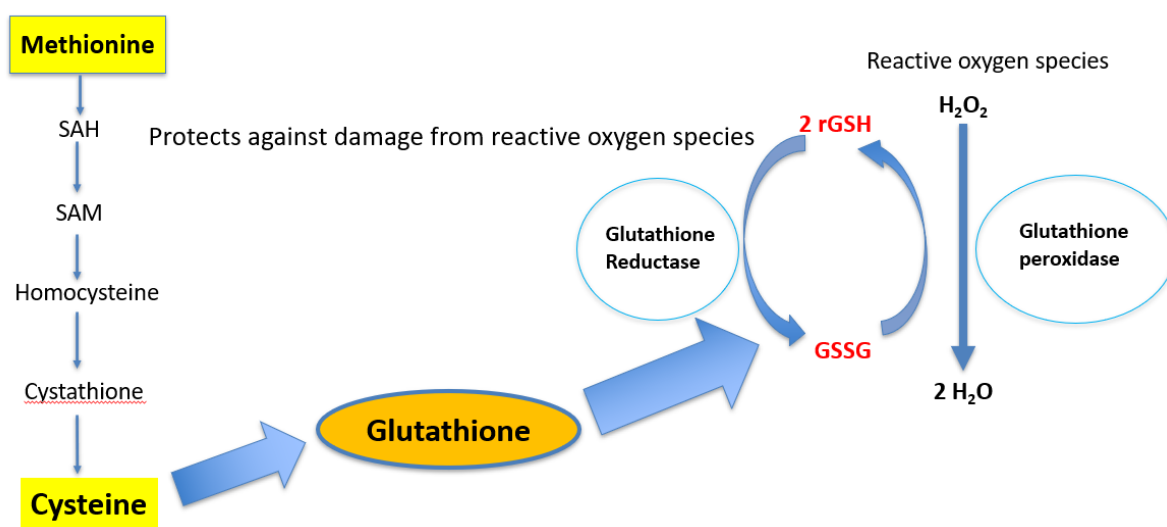 Methionine
SAH
SAM
Homocysteine
Cystathione
Cysteine
Protects against damage from reactive oxygen species
Glutathione
Glutathione
Reductase
2 rGSH
GSSG
Reactive oxygen species
H₂O₂
2 H₂O
Glutathione
peroxidase